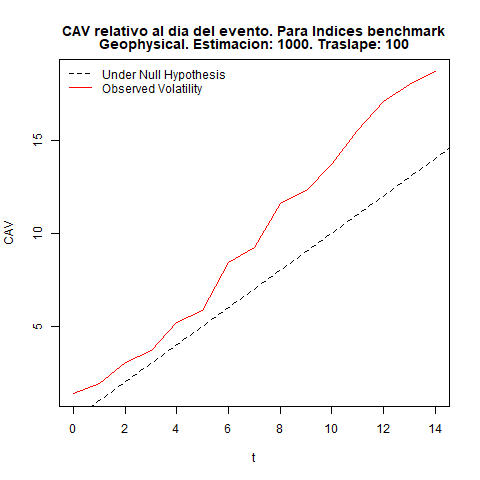 CAV relativo al dia del evento. Para Indices benchmark
Geophysical. Estimacion: 1000. Traslape: 100
Under Null Hypothesis
Observed Volatility
CAV
15
10
5
0 2 4 6 8 10 12 14
t